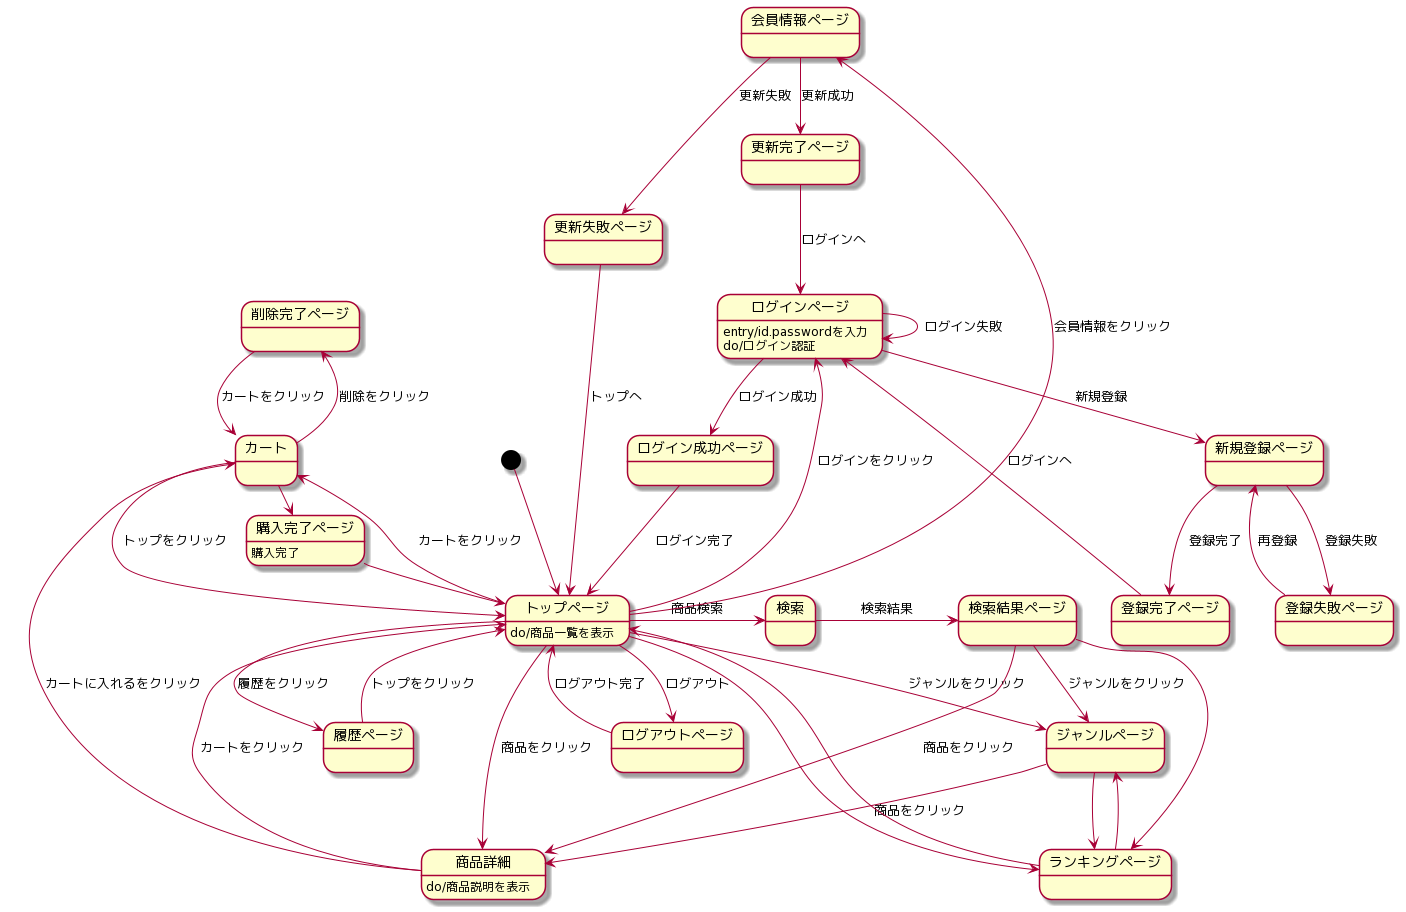 会員情報ページ
更新失敗
更新成功
更新完了ページ
更新失敗ページ
ログインへ
ログインページ
entry/id.passwordを入力
do/ログイン認証
ログイン失敗
会員情報をクリック
削除完了ページ
カートをクリック
削除をクリック
トップへ
ログイン成功
新規登録
カート
ログイン成功ページ
ログインをクリック
ログインへ
新規登録ページ
購入完了ページ
購入完了
トップをクリック
カートをクリック
ログイン完了
登録完了
再登録
登録失敗
トップページ
do/商品一覧を表示
商品検索
検索
検索結果
検索結果ページ
登録完了ページ
登録失敗ページ
カートに入れるをクリック
履歴をクリック
トップをクリック
ログアウト完了
ログアウト
ジャンルをクリック
ジャンルをクリック
履歴ページ
ログアウトページ
ジャンルページ
カートをクリック
商品をクリック
商品をクリック
商品をクリック
商品詳細
do/商品説明を表示
ランキングページ